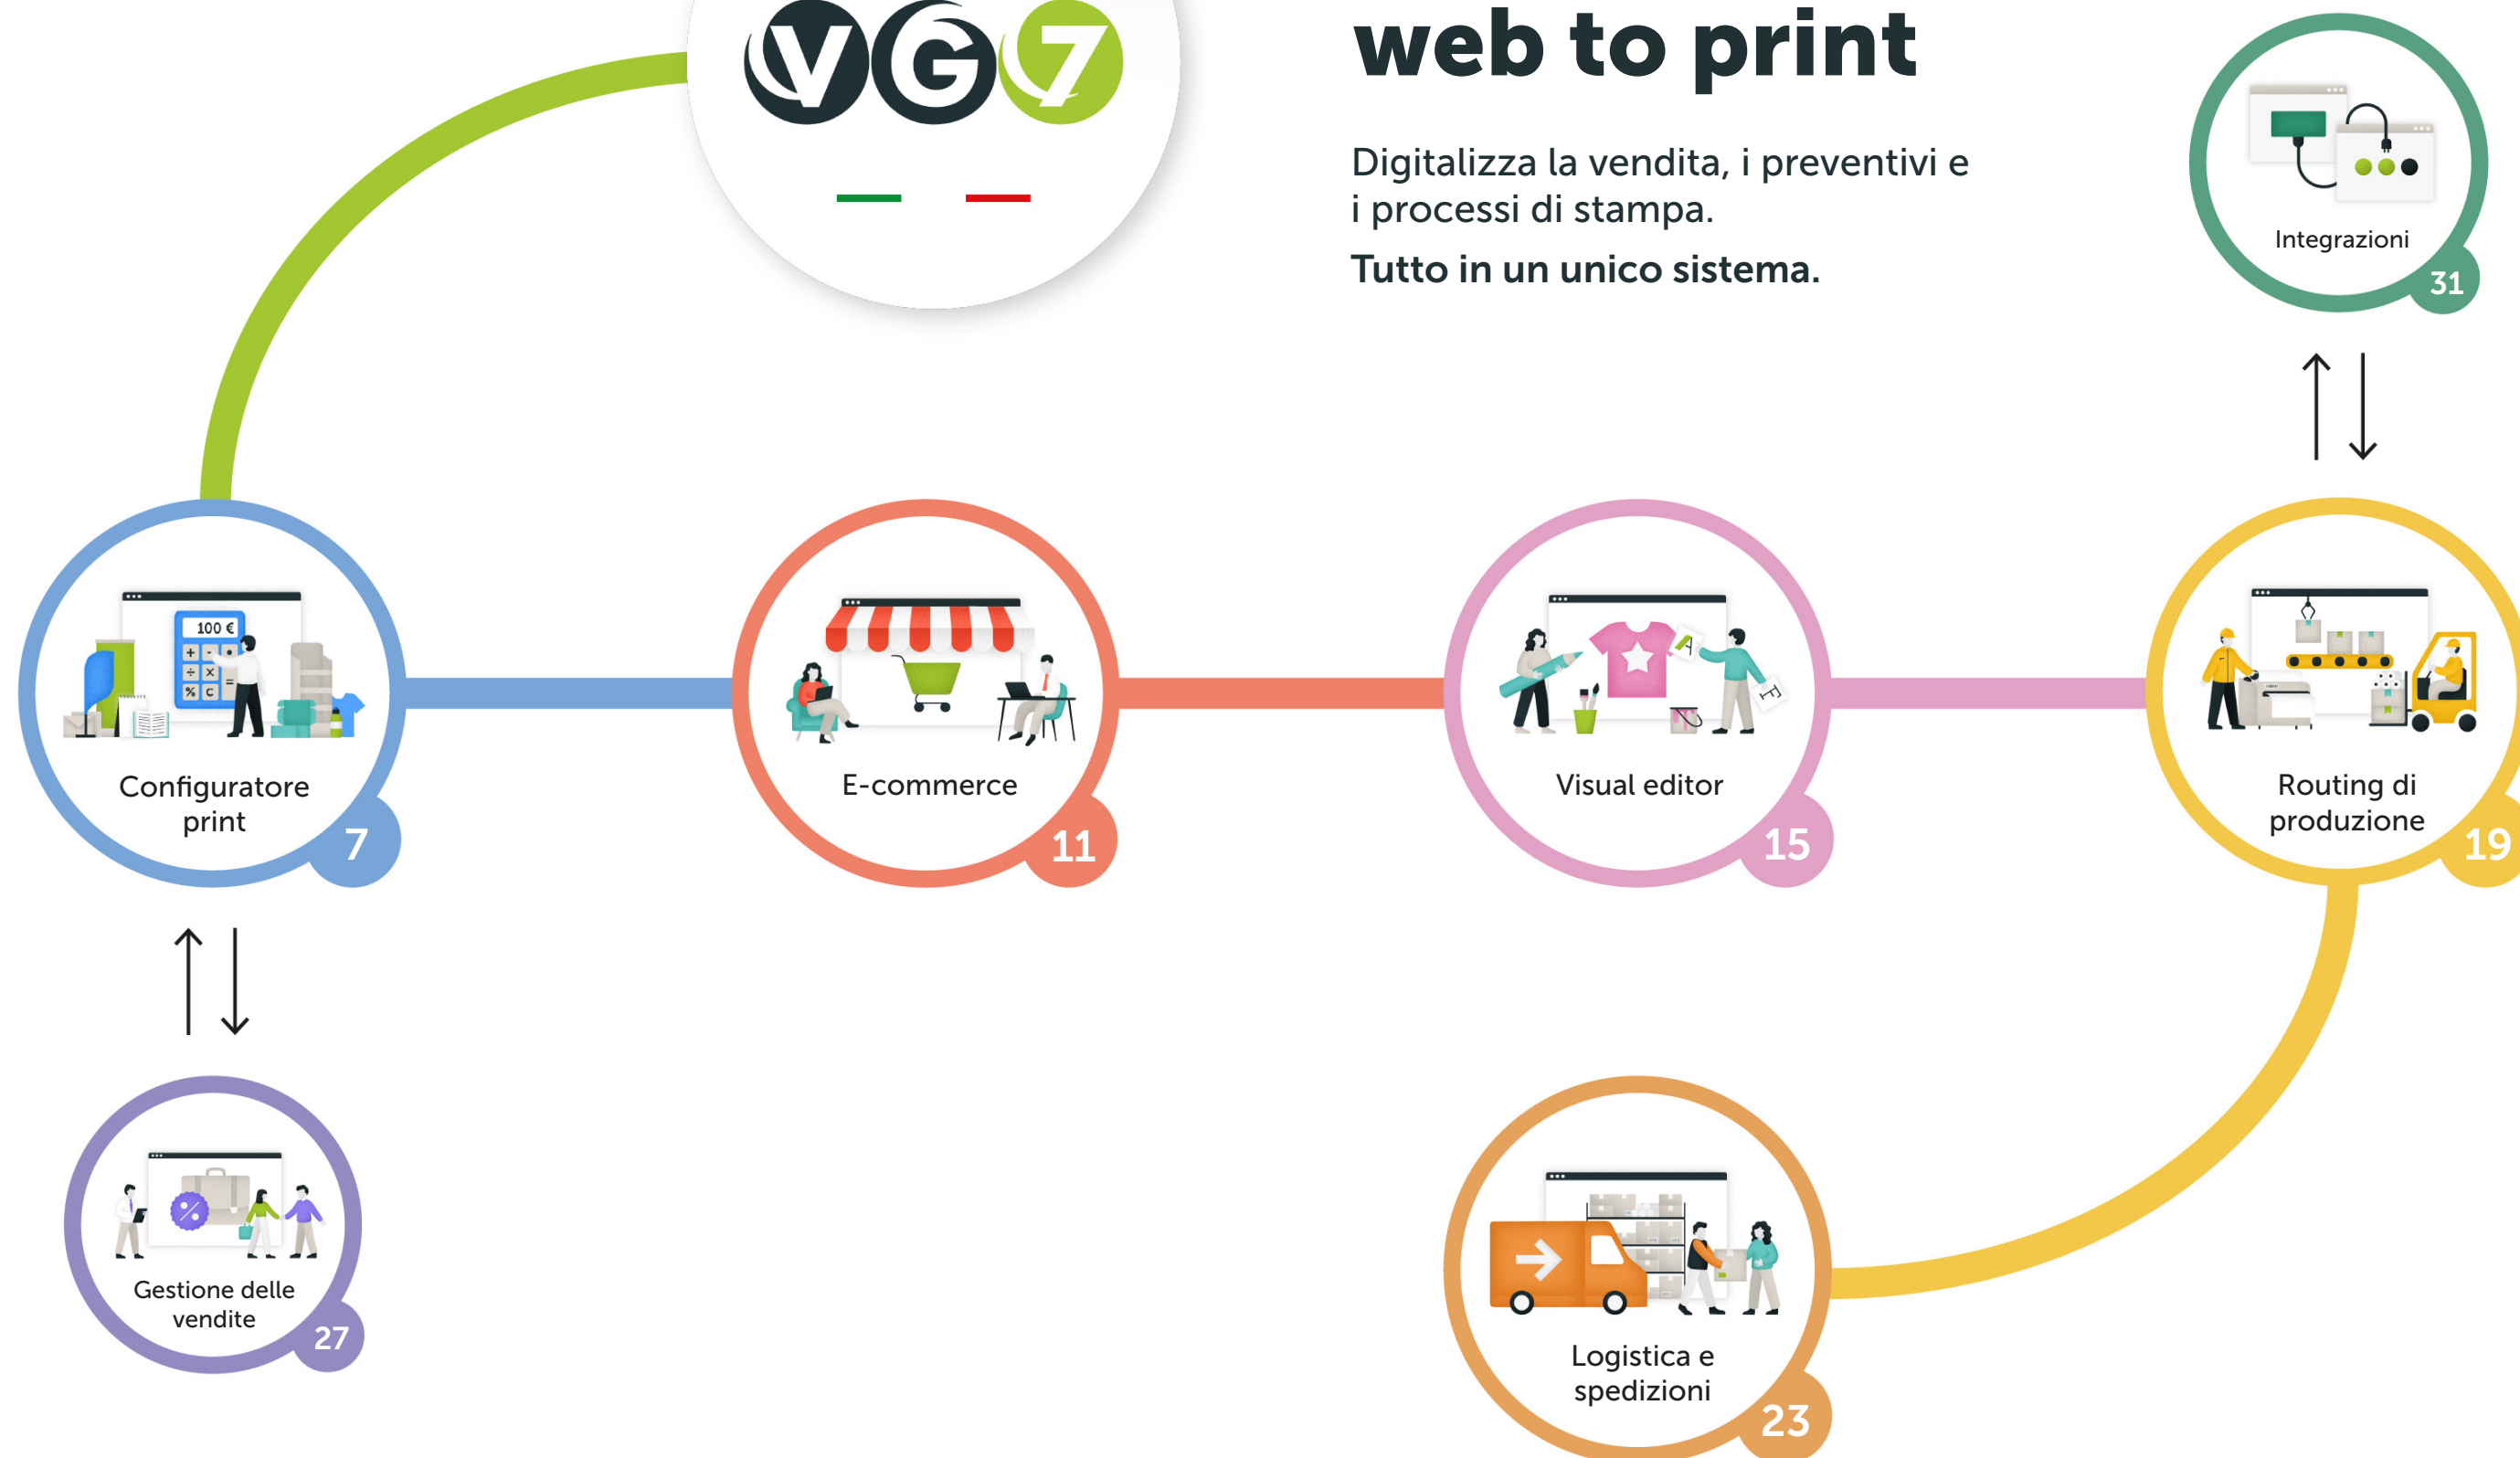 VG7
web to print
Digitalizza la vendita, i preventivi e
i processi di stampa.
Tutto in un unico sistema.
Integrazioni
31
100 €
+ - •
÷ x
% c =
Configuratore
print
7
E-commerce
11
A
F
Visual editor
15
Routing di
produzione
19
%
Gestione delle
vendite
27
Logistica e
spedizioni
23